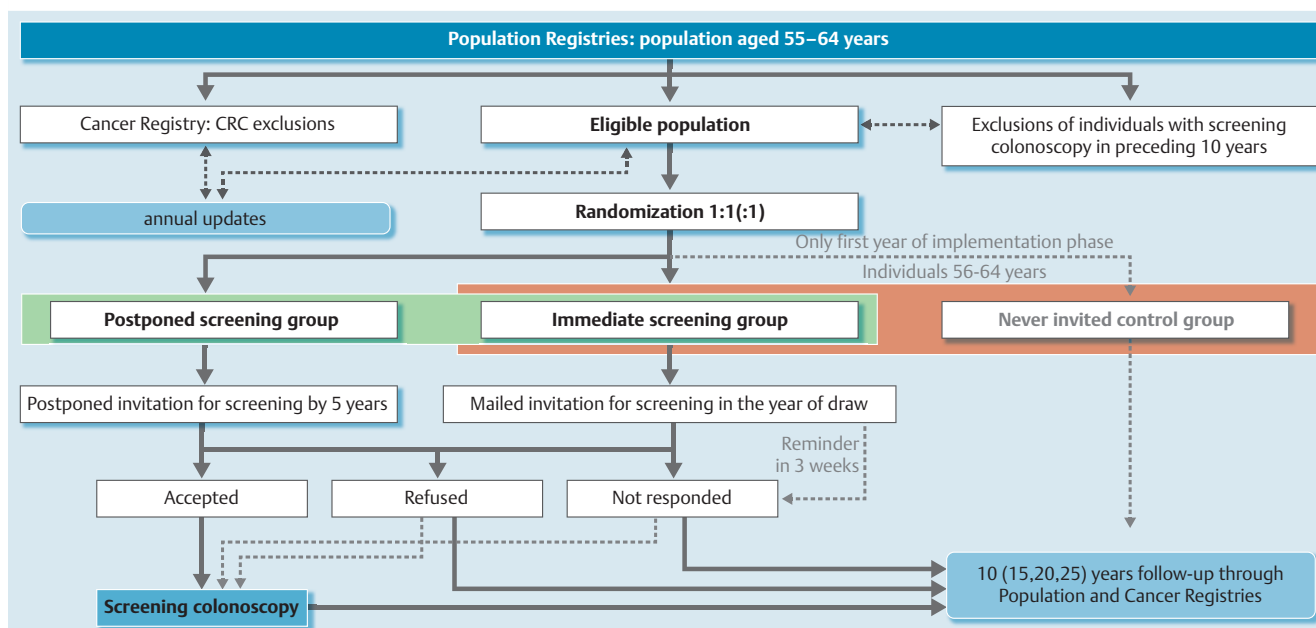 Population Registries: population aged 55–64 years
Cancer Registry: CRC exclusions
Eligible population
Exclusions of individuals with screening
colonoscopy in preceding 10 years
annual updates
Randomization 1:1(:1)
Only first year of implementation phase
Individuals 56-64 years
Postponed screening group
Immediate screening group
Never invited control group
Postponed invitation for screening by 5 years
Mailed invitation for screening in the year of draw
Reminder
in 3 weeks
Accepted
Refused
Not responded
Screening colonoscopy
10 (15,20,25) years follow-up through
Population and Cancer Registries